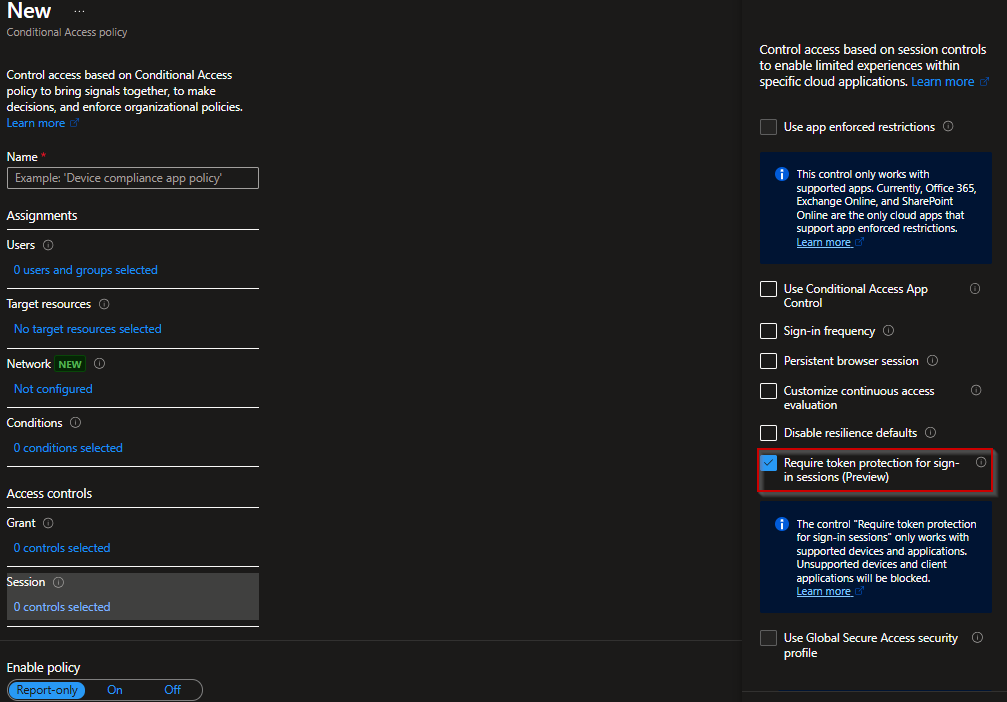 New ...
Conditional Access policy
Control access based on Conditional Access
policy to bring signals together, to make
decisions, and enforce organizational policies.
Learn more
Name *
Example: 'Device compliance app policy'
Assignments
Users
0 users and groups selected
Target resources
No target resources selected
Network NEW
Not configured
Conditions
0 conditions selected
Access controls
Grant
0 controls selected
Session
0 controls selected
Enable policy
Report-only On Off
Control access based on session controls
to enable limited experiences within
specific cloud applications. Learn more
Use app enforced restrictions
This control only works with
supported apps. Currently, Office 365,
Exchange Online, and SharePoint
Online are the only cloud apps that
support app enforced restrictions.
Learn more
Use Conditional Access App
Control
Sign-in frequency
Persistent browser session
Customize continuous access
evaluation
Disable resilience defaults
Require token protection for sign-
in sessions (Preview)
The control "Require token protection
for sign-in sessions" only works with
supported devices and applications.
Unsupported devices and client
applications will be blocked.
Learn more
Use Global Secure Access security
profile